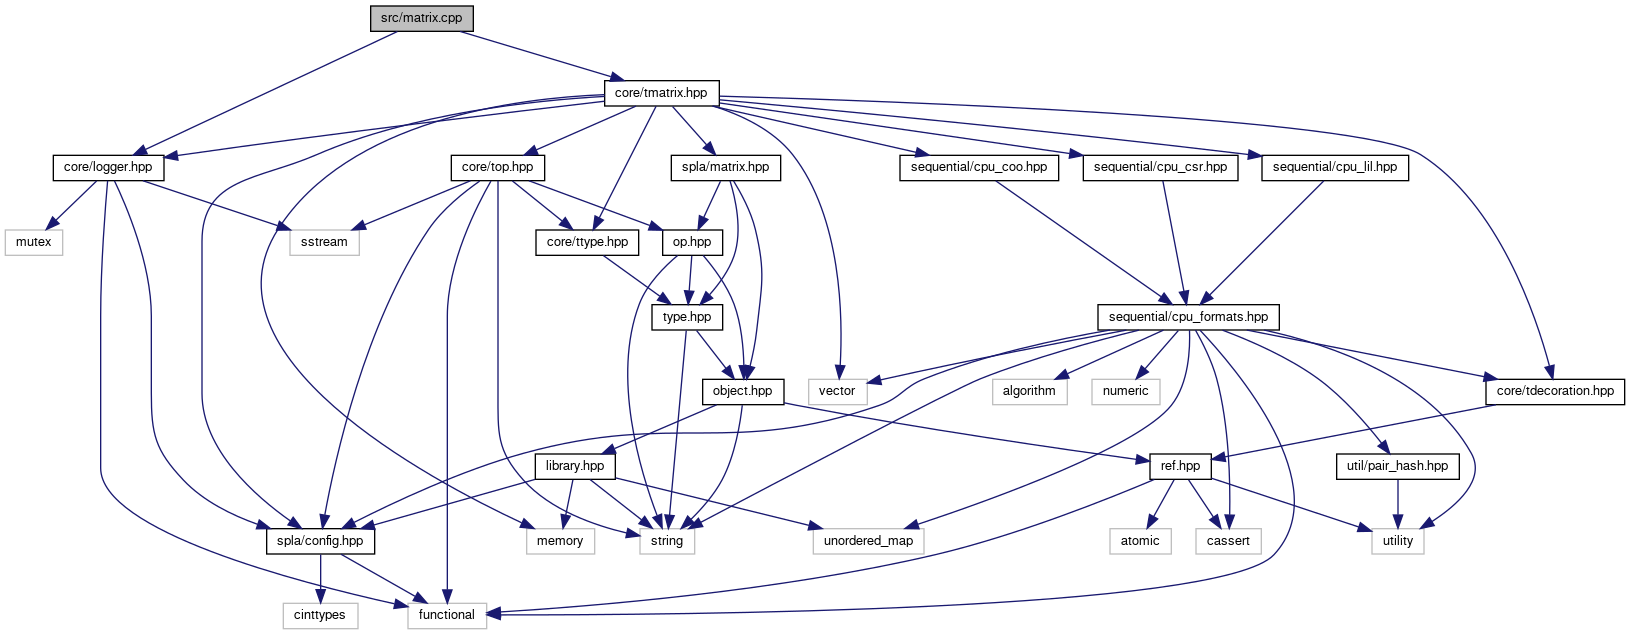 src/matrix.cpp
core/tmatrix.hpp
core/logger.hpp
core/top.hpp
spla/matrix.hpp
sequential/cpu_coo.hpp
sequential/cpu_csr.hpp
sequential/cpu_lil.hpp
mutex
sstream
core/ttype.hpp
op.hpp
type.hpp
sequential/cpu_formats.hpp
object.hpp
vector
algorithm
numeric
core/tdecoration.hpp
library.hpp
ref.hpp
util/pair_hash.hpp
spla/config.hpp
memory
string
unordered_map
atomic
cassert
utility
cinttypes
functional